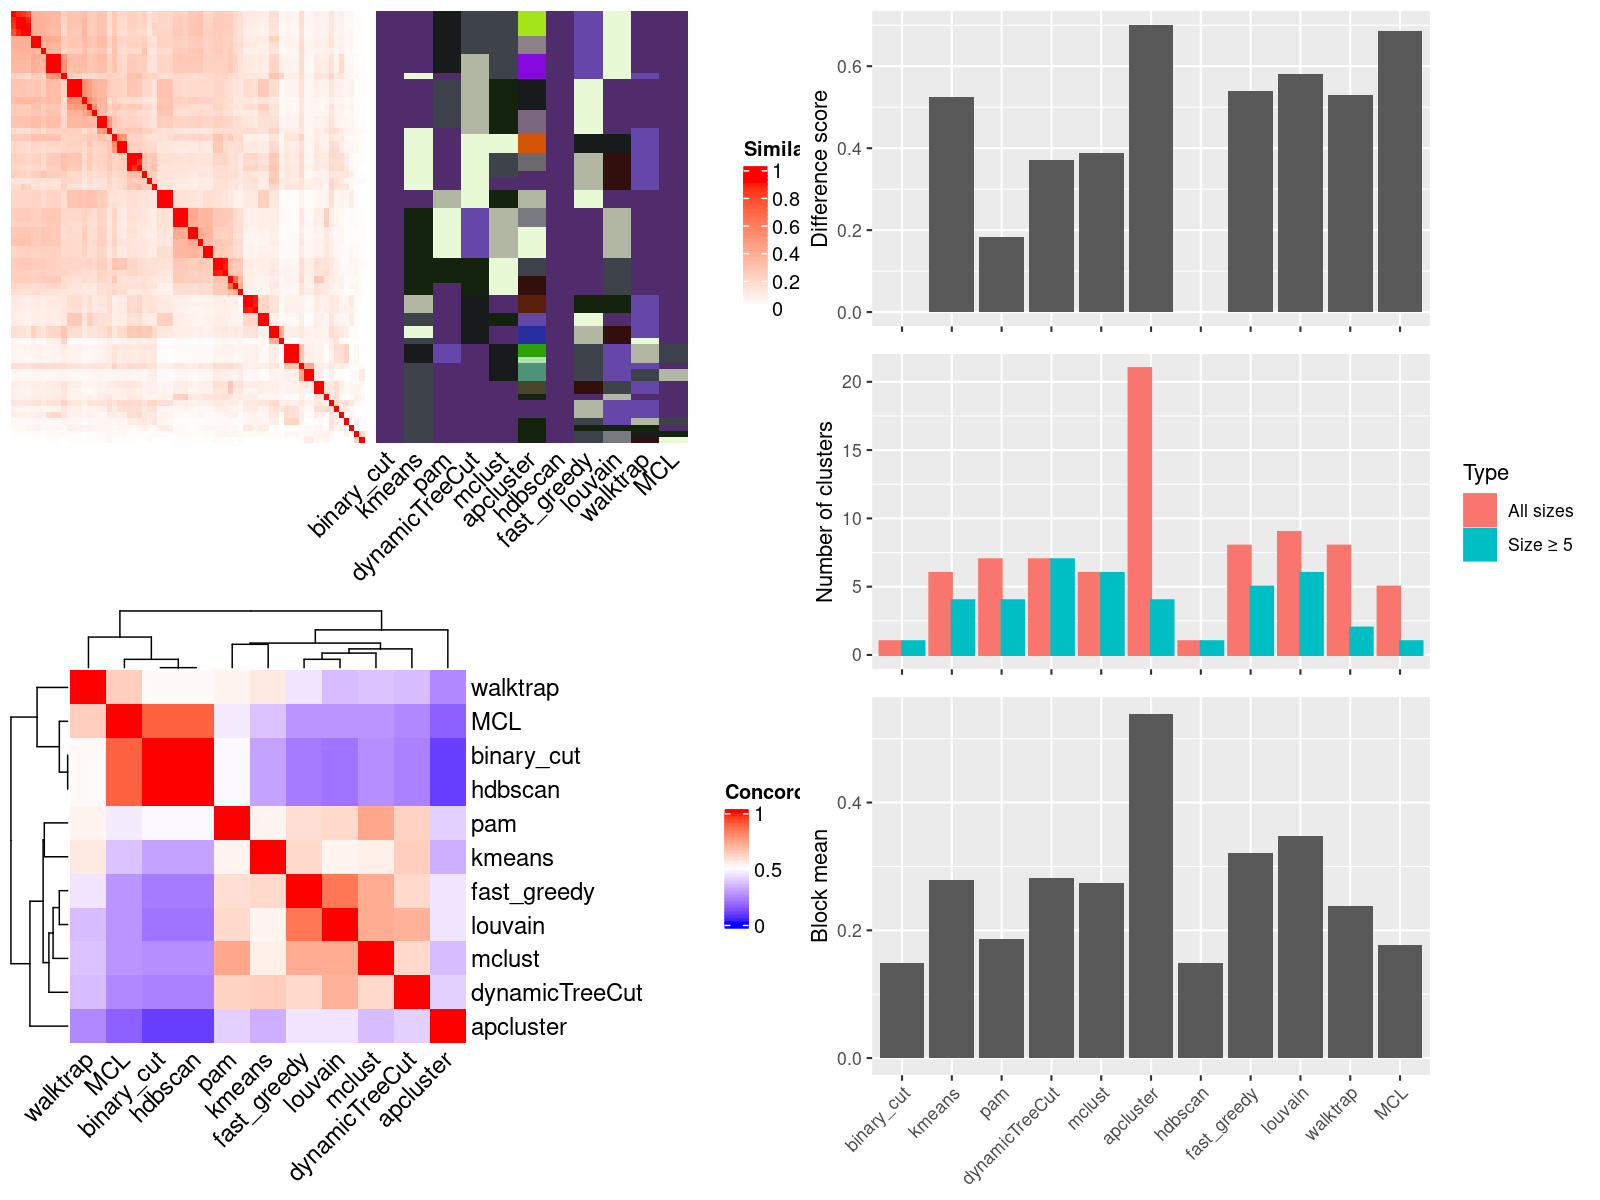 Simila
1
0.8
0.6
0.4
0.2
0
binary_cut
kmeans
pam
dynamicTreeCut
mclust
apcluster
hdbscan
fast_greedy
louvain
walktrap
MCL
walktrap
MCL
binary_cut
hdbscan
pam
kmeans
fast_greedy
louvain
mclust
dynamicTreeCut
apcluster
walktrap
MCL
binary_cut
hdbscan
pam
kmeans
fast_greedy
louvain
mclust
dynamicTreeCut
apcluster
Concord
1
0.5
0
Difference score
0.6
0.4
0.2
0.0
Number of clusters
20
15
10
5
0
Type
All sizes
Size ≥ 5
Block mean
0.4
0.2
0.0
binary_cut
kmeans
pam
dynamicTreeCut
mclust
apcluster
hdbscan
fast_greedy
louvain
walktrap
MCL